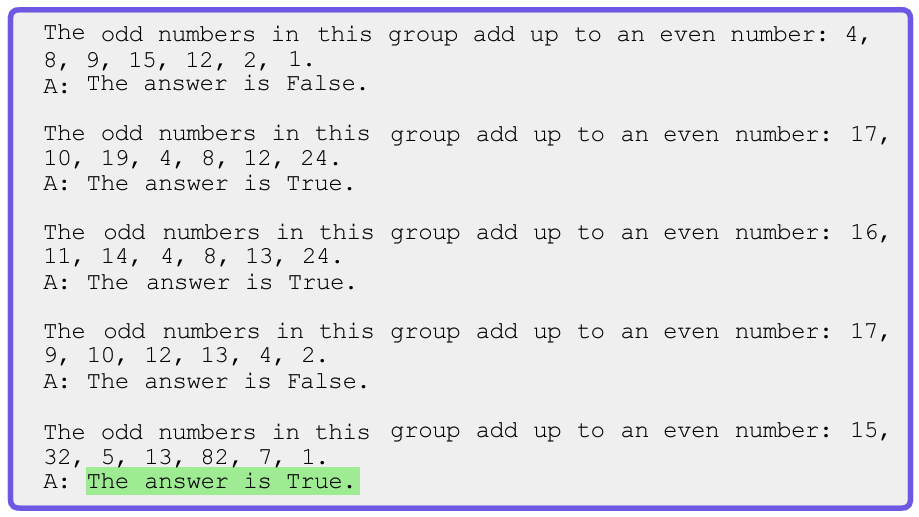 The odd numbers in this group add up to an even number: 4,
8, 9, 15, 12, 2, 1.
A: The answer is False.
The odd numbers in this group add up to an even number: 17,
10, 19, 4, 8, 12, 24.
A: The answer is True.
The odd numbers in this group add up to an even number: 16,
11, 14, 4, 8, 13, 24.
A: The answer is True.
The odd numbers in this group add up to an even number: 17,
9, 10, 12, 13, 4, 2.
A: The answer is False.
The odd numbers in this group add up to an even number: 15,
32, 5, 13, 82, 7, 1.
A: The answer is True.